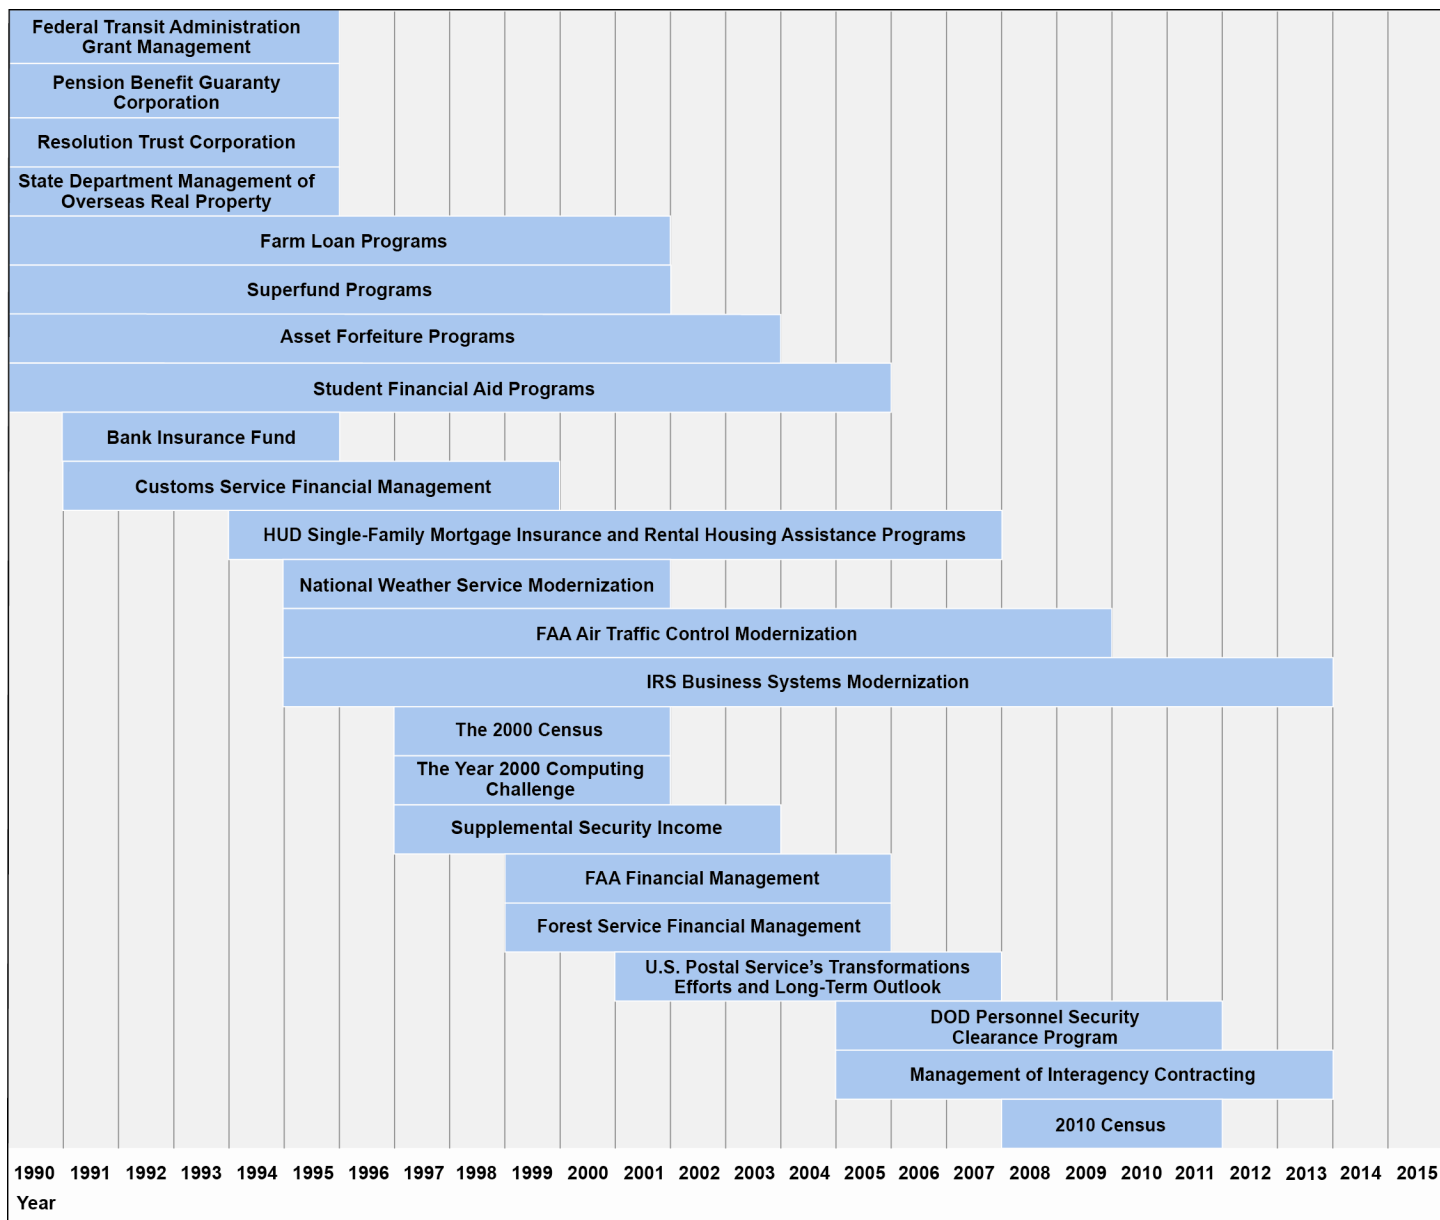 Federal Transit Administration
Grant Management
Pension Benefit Guaranty
Corporation
Resolution Trust Corporation
State Department Management of
Overseas Real Property
Farm Loan Programs
Superfund Programs
Asset Forfeiture Programs
Student Financial Aid Programs
Bank Insurance Fund
Customs Service Financial Management
HUD Single-Family Mortgage Insurance and Rental Housing Assistance Programs
National Weather Service Modernization
FAA Air Traffic Control Modernization
IRS Business Systems Modernization
The 2000 Census
The Year 2000 Computing
Challenge
Supplemental Security Income
FAA Financial Management
Forest Service Financial Management
U.S. Postal Service’s Transformations
Efforts and Long-Term Outlook
DOD Personnel Security
Clearance Program
Management of Interagency Contracting
2010 Census
1990 1991 1992 1993 1994 1995 1996 1997 1998 1999 2000 2001 2002 2003 2004 2005 2006 2007 2008 2009 2010 2011 2012 2013 2014 2015
Year